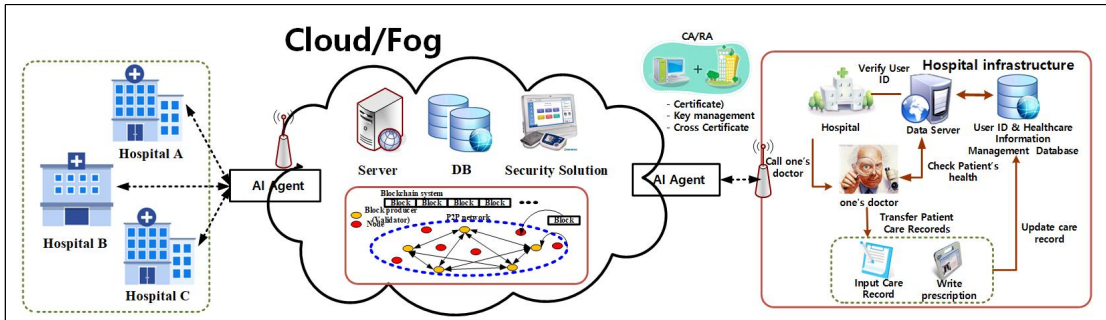 Cloud/Fog
Hospital A
Hospital B
Hospital C
AI Agent
Server
DB
Security Solution
Blockchain system
Block Block Block Block
Block
Block producer
(Validator)
Node
P2P network
AI Agent
CA/RA
- Certificate)
- Key management
- Cross Certificate
Hospital infrastructure
Verify User
ID
Hospital
Data Server
User ID & Healthcare
Information
Management Database
Call one's
doctor
one's doctor
Check Patient's
health
Transfer Patient
Care Recoreds
Update care
record
Input Care
Record
Write
prescription